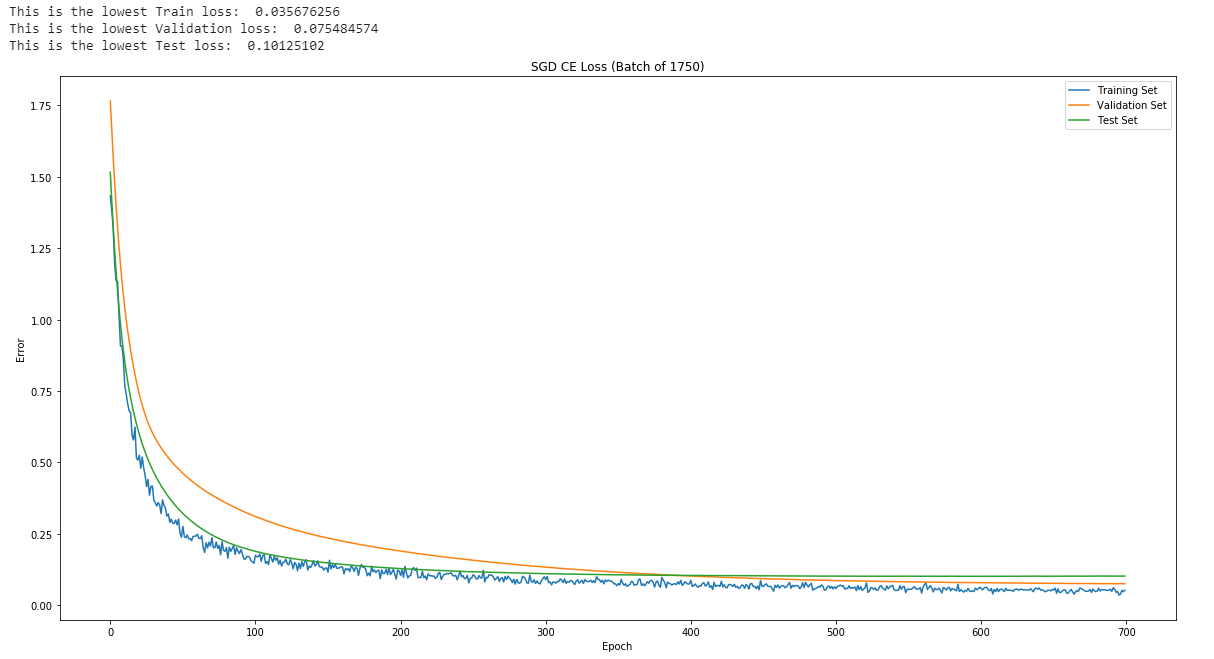 This is the lowest Train loss:  0.035676256
This is the lowest Validation loss:  0.075484574
This is the lowest Test loss:  0.10125102
SGD CE Loss (Batch of 1750)
Training Set
Validation Set
Test Set
1.75
1.50
1.25
1.00
0.75
0.50
0.25
0.00
Error
0 100 200 300 400 500 600 700
Epoch